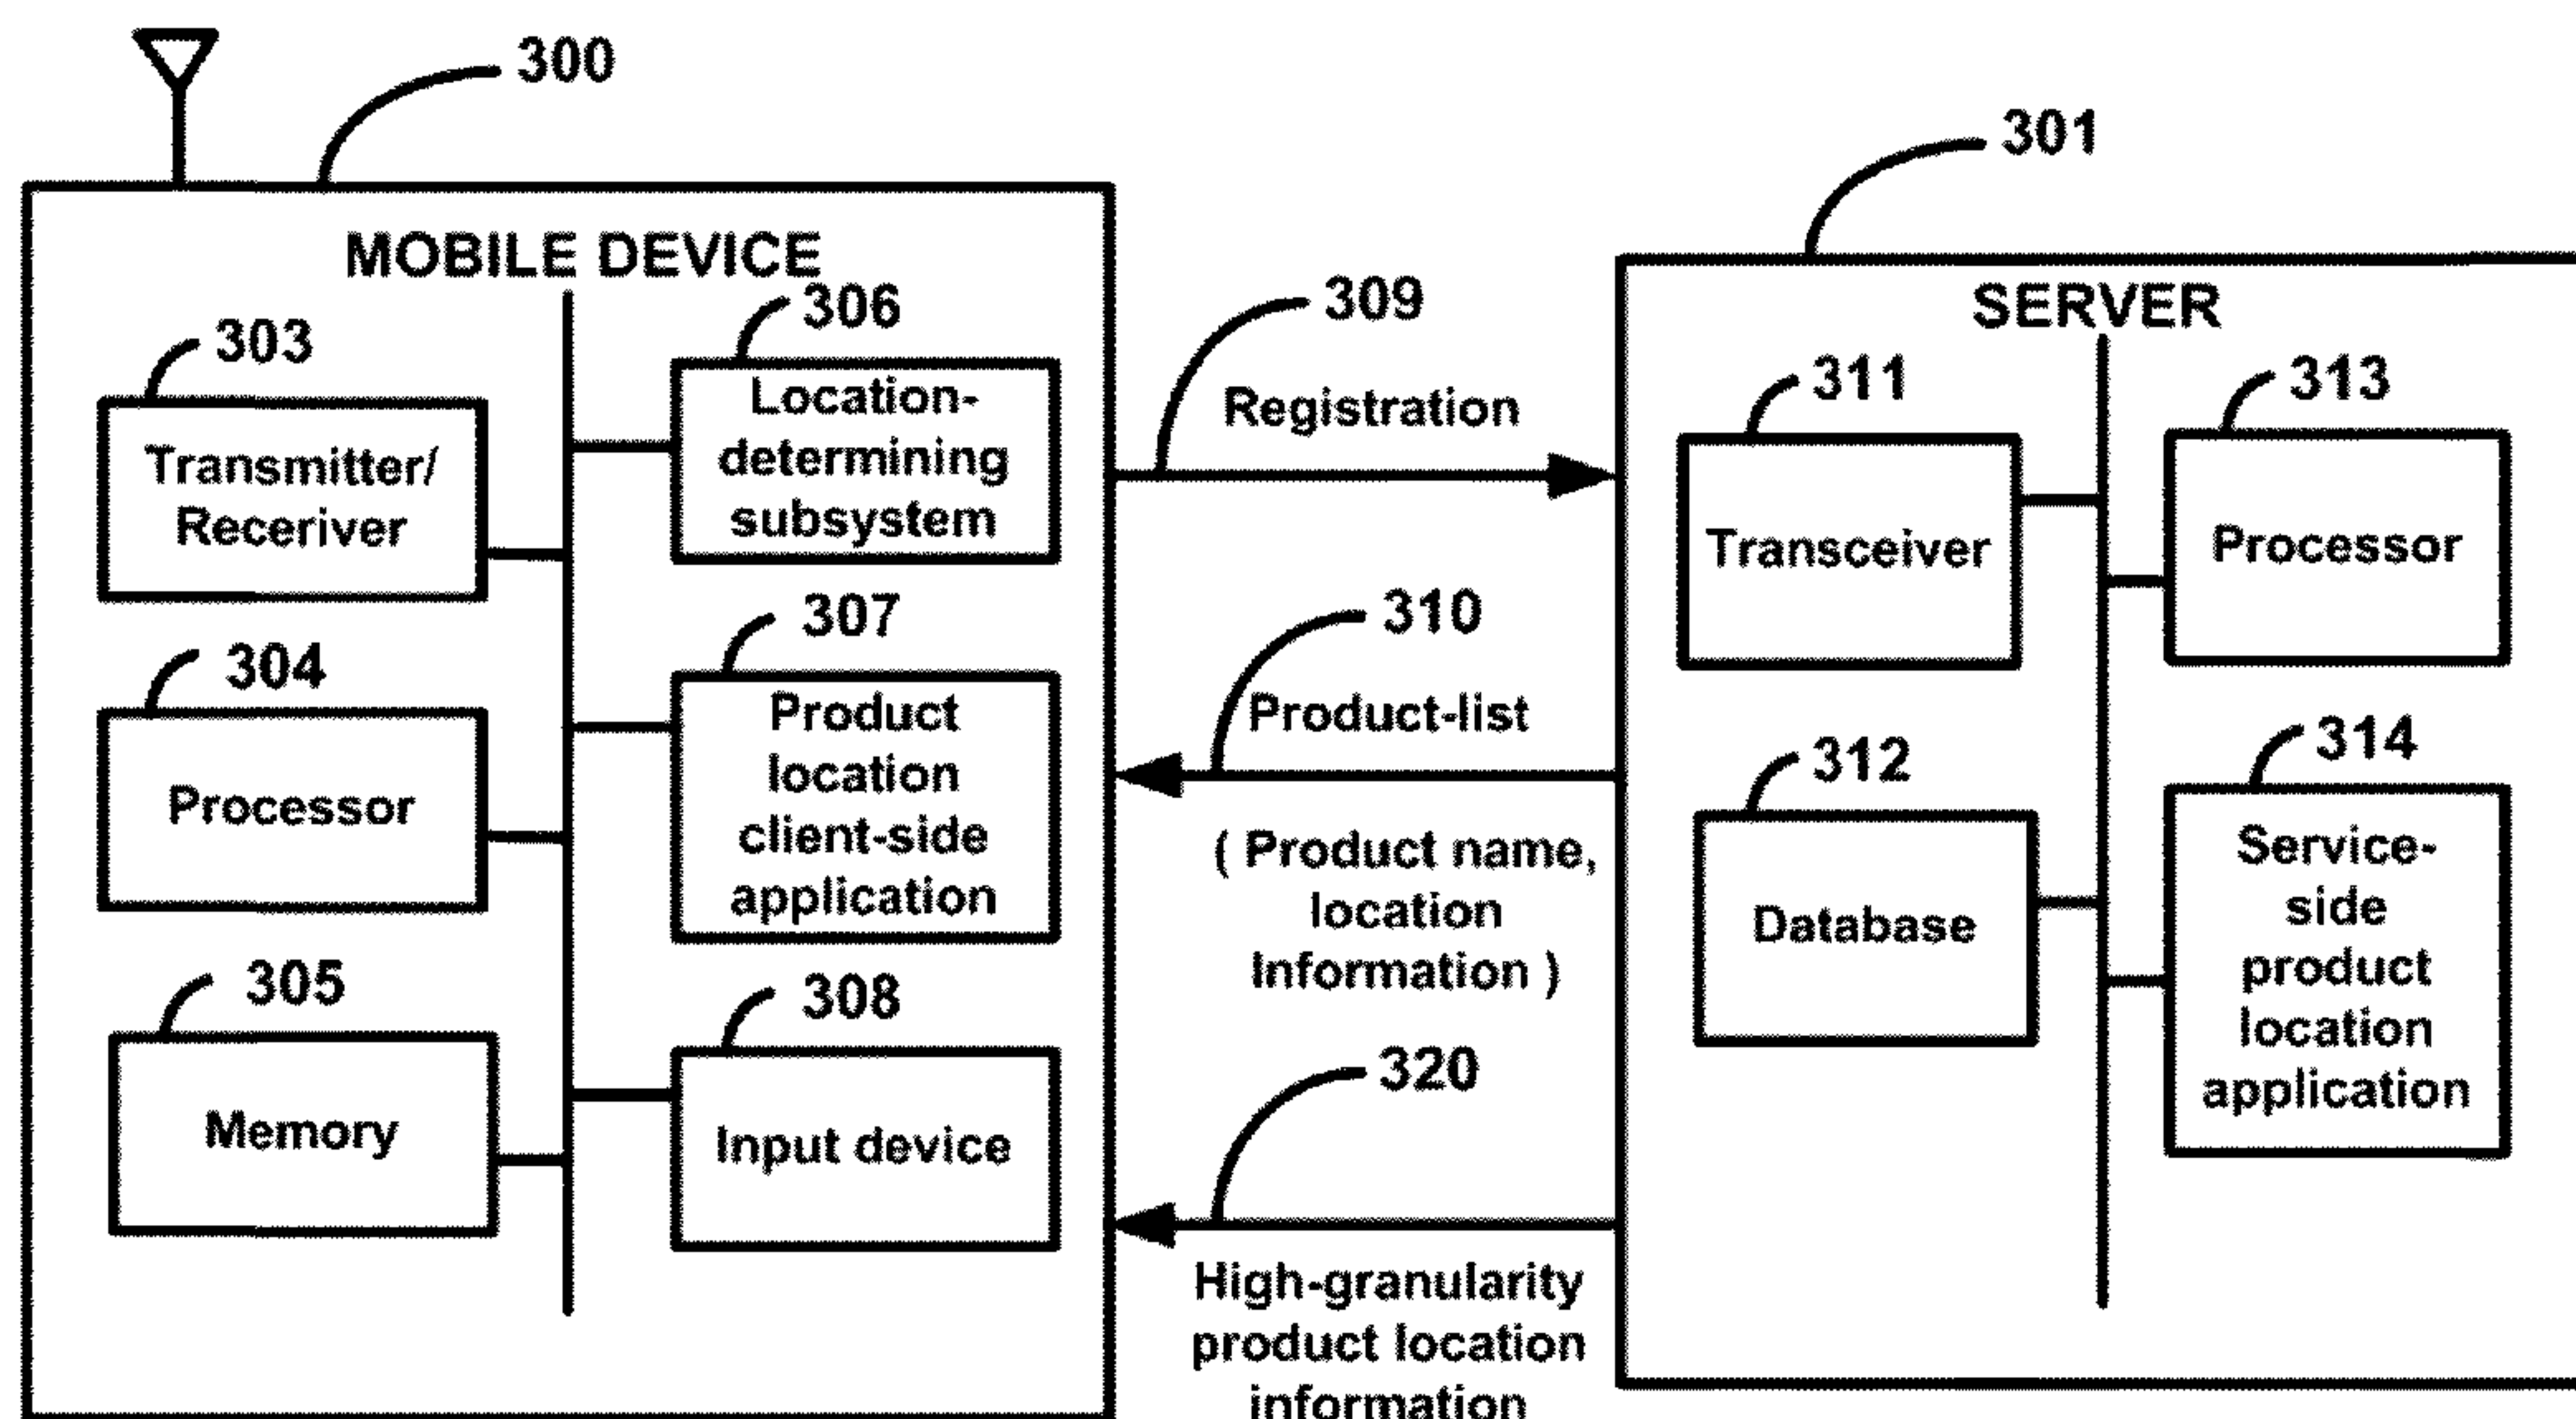 300
301
MOBILE DEVICE
303
Transmitter/
Receriver
304
Processor
305
Memory
306
Location-
determining
subsystem
307
Product
location
client-side
application
308
Input device
309
Registration
310
Product-list
( Product name,
location
Information )
320
High-granularity
product location
information
SERVER
311
Transceiver
312
Database
313
Processor
314
Service-
side
product
location
application